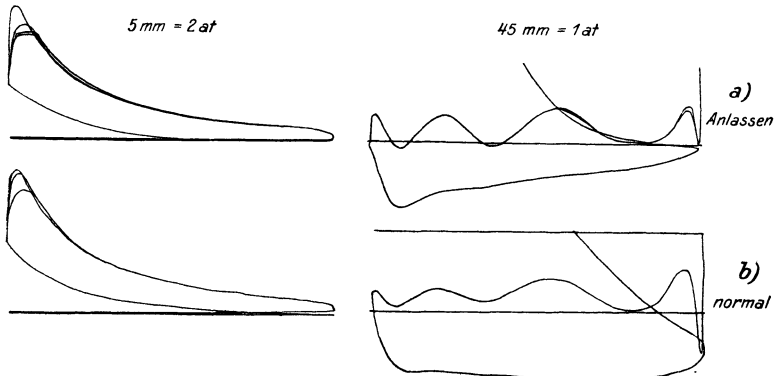 5 mm = 2 at
45 mm = 1 at
a)
Anlassen
b)
normal